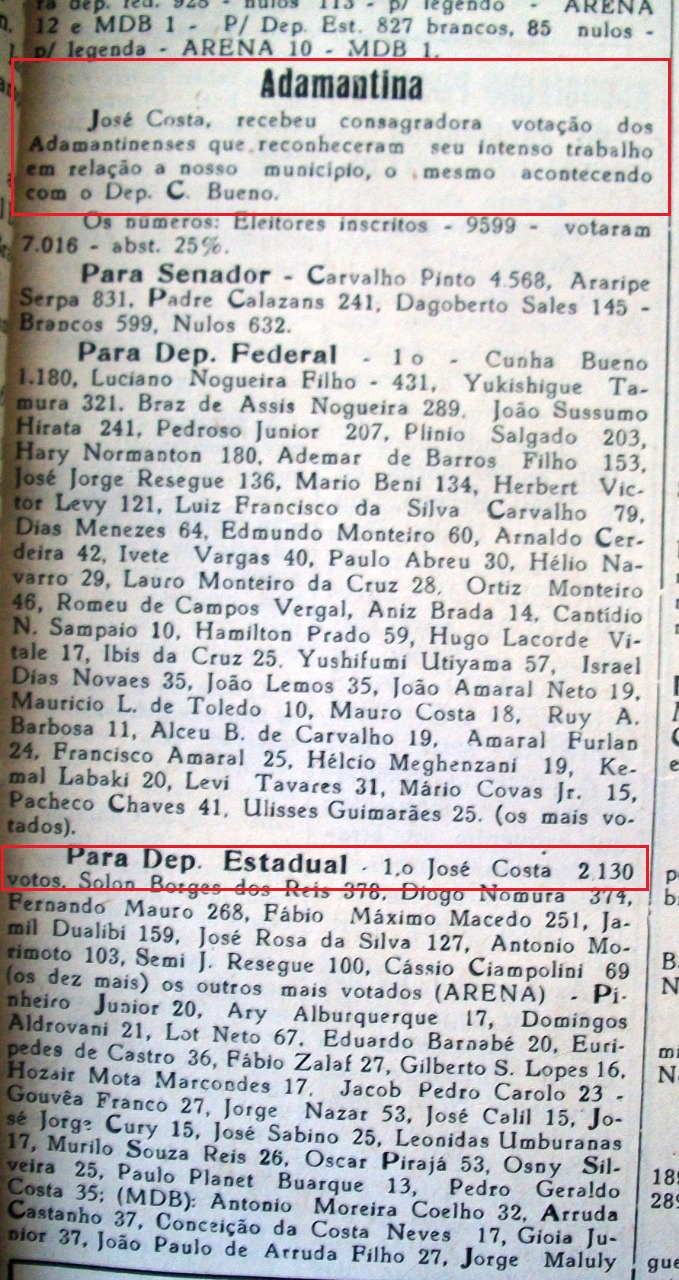 dep. fed. 928 - nulos 113 - p/ legendo - ARENA
12 e MDB 1 - P/ Dep. Est. 827 brancos, 85 nulos -
p/ legenda - ARENA 10 - MDB 1.
Adamantina
José Costa, recebeu consagradora votação dos
Adamantinenses que reconheceram seu intenso trabalho
em relação a nosso município, o mesmo acontecendo
com o Dep. C. Bueno.
Os números: Eleitores inscritos - 9599 - votaram
7.016 - abst. 25%.
Para Senador - Carvalho Pinto 4.568, Araripe
Serpa 831, Padre Calazans 241, Dagoberto Sales 145 -
Brancos 599, Nulos 632.
Para Dep. Federal - 1o - Cunha Bueno
1.180, Luciano Nogueira Filho - 431, Yukishigue Ta-
mura 321, Braz de Assis Nogueira 289, João Sussumo
Hirata 241, Pedroso Junior 207, Plinio Salgado 203,
Hary Normanton 180, Ademar de Barros Filho 153,
José Jorge Resegue 136, Mario Beni 134, Herbert Vic-
tor Levy 121, Luiz Francisco da Silva Carvalho 79,
Dias Menezes 64, Edmundo Monteiro 60, Arnaldo Cer-
deira 42, Ivete Vargas 40, Paulo Abreu 30, Hélio Na-
varro 29, Lauro Monteiro da Cruz 28, Ortiz Monteiro
46, Romeu de Campos Vergal, Aniz Brada 14, Cantídio
N. Sampaio 10, Hamilton Prado 59, Hugo Lacorde Vi-
tale 17, Ibis da Cruz 25, Yushifumi Utiyama 57, Israel
Dias Novaes 35, João Lemos 35, João Amaral Neto 19,
Mauricio L. de Toledo 10, Mauro Costa 18, Ruy A.
Barbosa 11, Alceu B. de Carvalho 19, Amaral Furlan
24, Francisco Amaral 25, Hélcio Meghenzani 19, Ke-
mal Labaki 20, Levi Tavares 31, Mário Covas Jr. 15,
Pacheco Chaves 41, Ulisses Guimarães 25. (os mais vo-
tados).
Para Dep. Estadual - 1.o José Costa 2.130
votos, Solon Borges dos Reis 378, Diogo Nomura 374,
Fernando Mauro 268, Fábio Máximo Macedo 251, Ja-
mil Dualibi 159, José Rosa da Silva 127, Antonio Mo-
rimoto 103, Semi J. Resegue 100, Cássio Ciampolini 69
(os dez mais) os outros mais votados (ARENA) - Pi-
nheiro Junior 20, Ary Alburquerque 17, Domingos
Aldrovani 21, Lot Neto 67, Eduardo Barnabé 20, Euri-
pedes de Castro 36, Fábio Zalaf 27, Gilberto S. Lopes 16,
Hozair Mota Marcondes 17, Jacob Pedro Carolo 23 -
Gouvêa Franco 27, Jorge Nazar 53, José Calil 15, Jo-
sé Jorge Cury 15, José Sabino 25, Leonidas Umburanas
17, Murilo Souza Reis 26, Oscar Pirajá 53, Osny Sil-
veira 25, Paulo Planet Buarque 13, Pedro Geraldo
Costa 35; (MDB): Antonio Moreira Coelho 32, Arruda
Castanho 37, Conceição da Costa Neves 17, Gioia Ju-
nior 37, João Paulo de Arruda Filho 27, Jorge Maluly